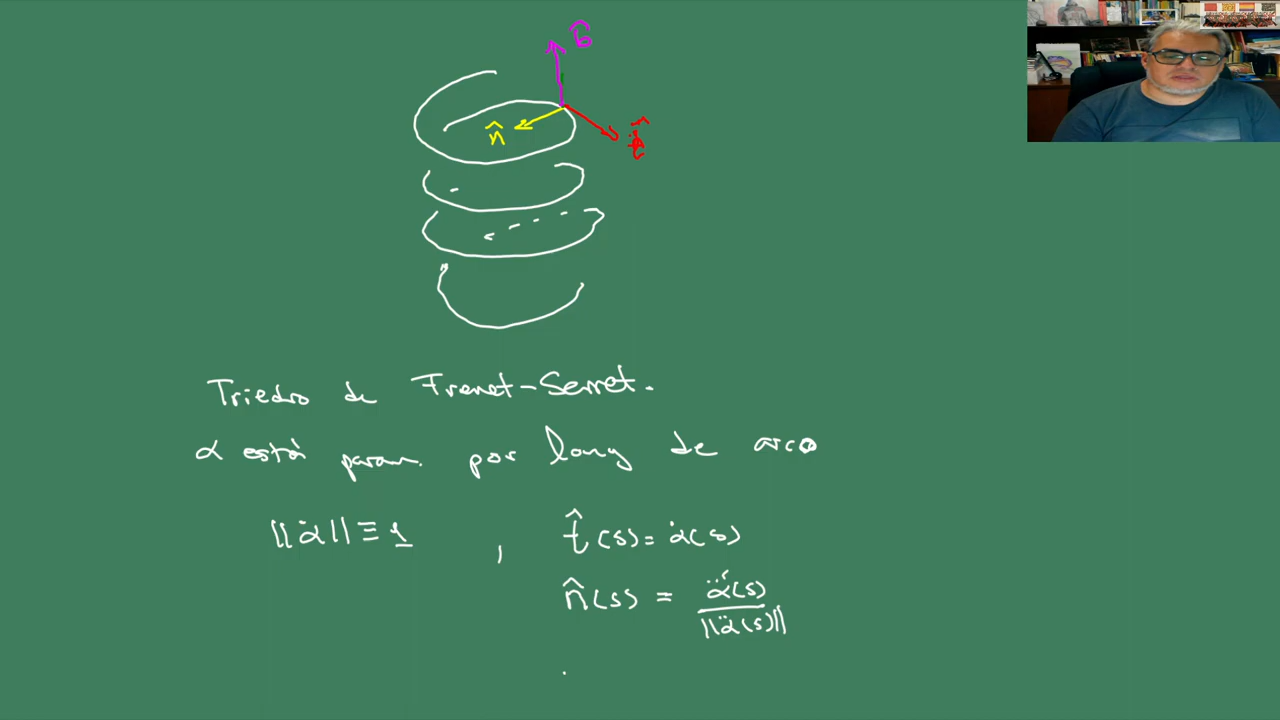 b̂
n̂
t̂
Triedro de Frenet-Serret.
α está param. por long de arco
||α̇|| ≡ 1 , t̂(s) = α̇(s)
n̂(s) = α̈(s) / ||α̈(s)||